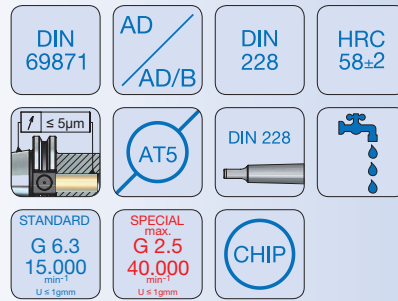 DIN
69871
AD
AD/B
DIN
228
HRC
58±2
≤ 5µm
AT5
DIN 228
STANDARD
G 6.3
15.000
min⁻¹
U ≤ 1gmm
SPECIAL
max.
G 2.5
40.000
min⁻¹
U ≤ 1gmm
CHIP